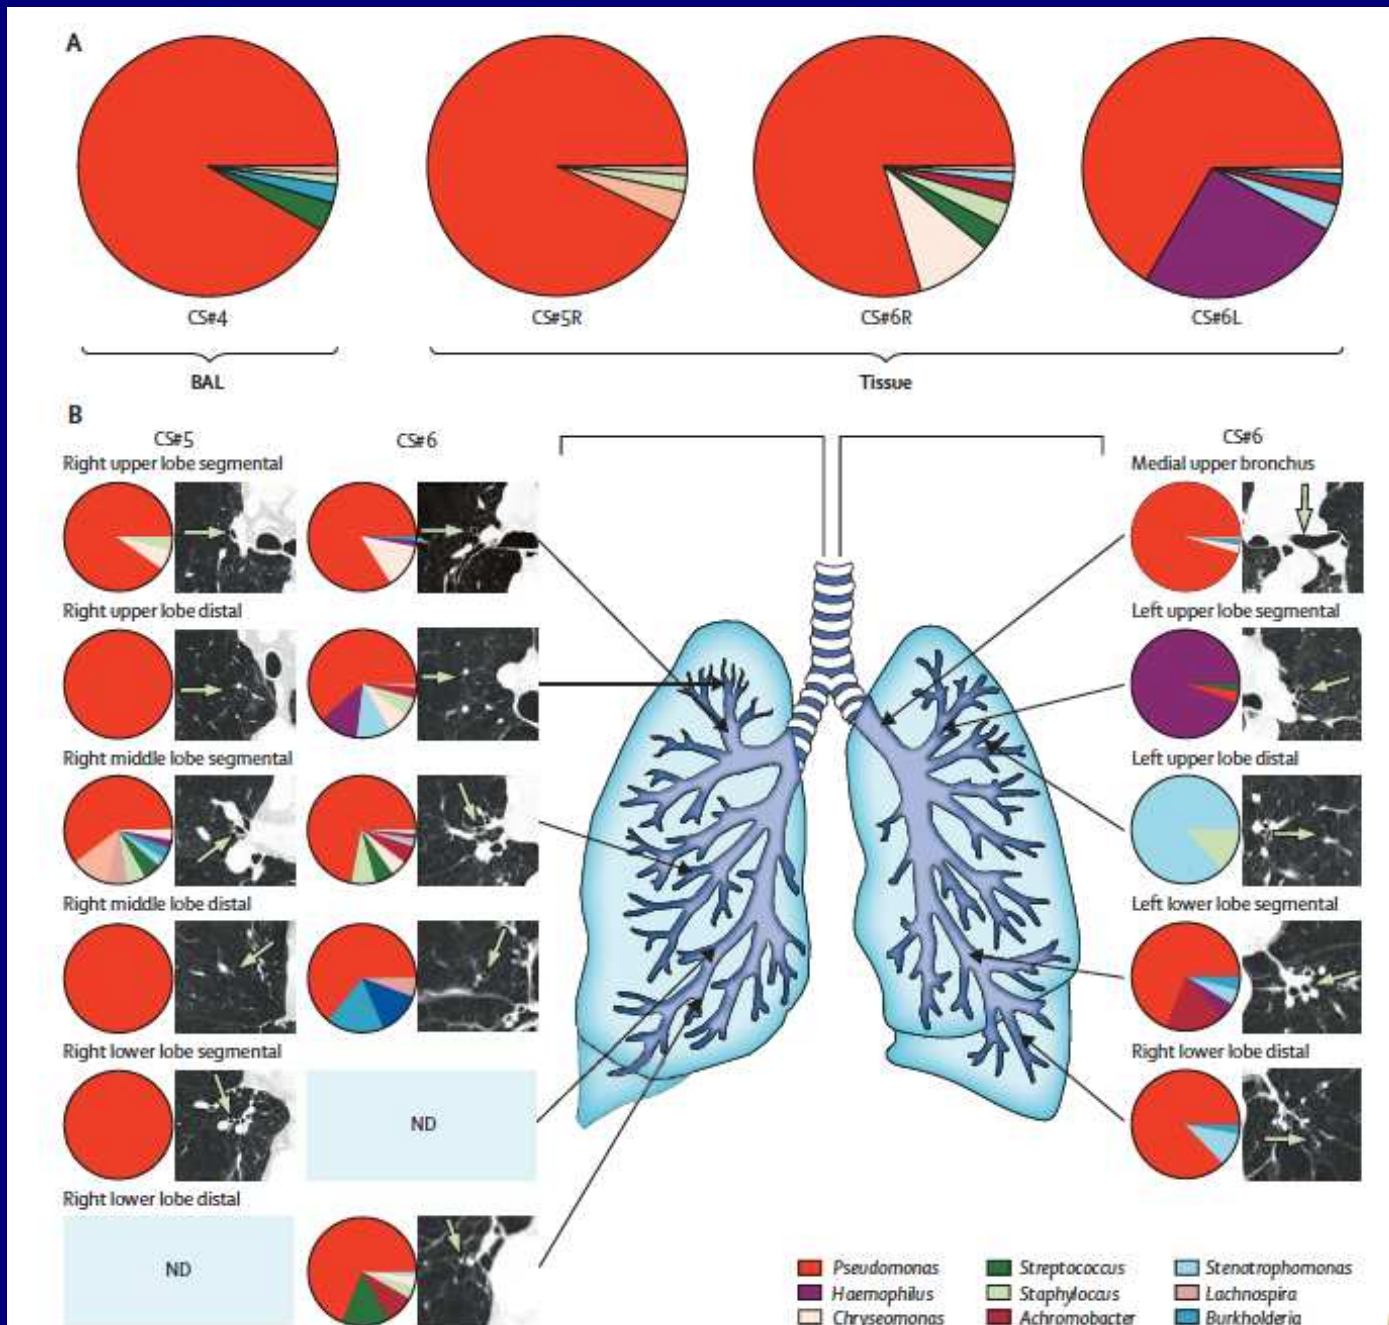 A
CS#4
CS#5R
CS#6R
CS#6L
BAL
Tissue
B
CS#5
CS#6
CS#6
Right upper lobe segmental
Medial upper bronchus
Right upper lobe distal
Left upper lobe segmental
Right middle lobe segmental
Left upper lobe distal
Right middle lobe distal
Left lower lobe segmental
Right lower lobe segmental
Right lower lobe distal
ND
Right lower lobe distal
ND
Pseudomonas
Streptococcus
Stenotrophomonas
Haemophilus
Staphylocus
Lachnospira
Chryseomonas
Achromobacter
Burkholderia